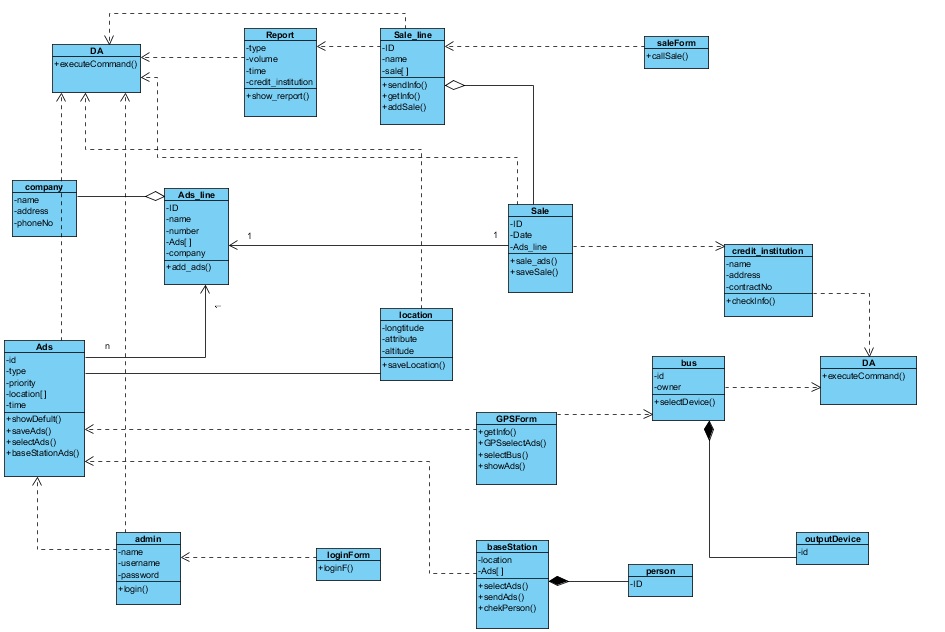 DA
+executeCommand()
Report
-type
-volume
-time
-credit_institution
+show_rerport()
Sale_line
-ID
-name
-sale[ ]
+sendInfo()
+getInfo()
+addSale()
saleForm
+callSale()
company
-name
-address
-phoneNo
Ads_line
-ID
-name
-number
-Ads[ ]
-company
+add_ads()
1
1
Sale
-ID
-Date
-Ads_line
+sale_ads()
+saveSale()
credit_institution
-name
-address
-contractNo
+checkInfo()
location
-longtitude
-attribute
-altitude
+saveLocation()
n
Ads
-id
-type
-priority
-location[ ]
-time
+showDefult()
+saveAds()
+selectAds()
+baseStationAds()
bus
-id
-owner
+selectDevice()
DA
+executeCommand()
GPSForm
+getInfo()
+GPSselectAds()
+selectBus()
+showAds()
admin
-name
-username
-password
+login()
loginForm
+loginF()
baseStation
-location
-Ads[ ]
+selectAds()
+sendAds()
+chekPerson()
person
-ID
outputDevice
-id